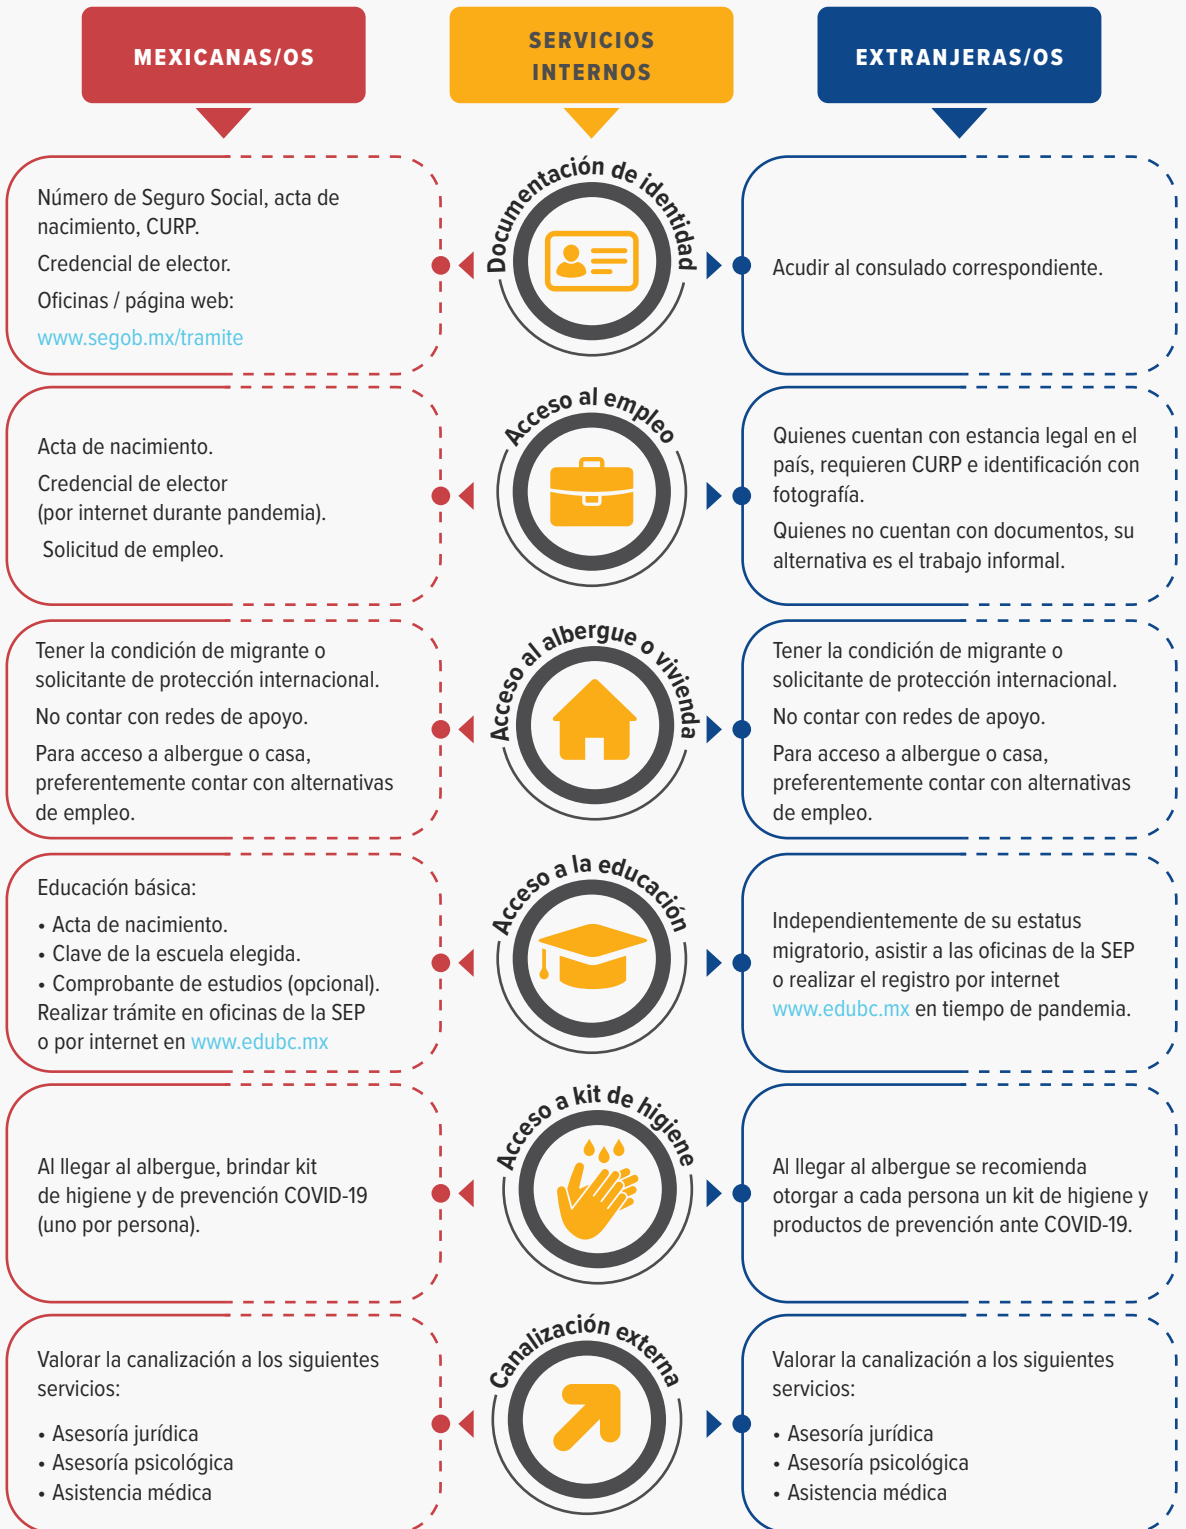 MEXICANAS/OS
SERVICIOS
INTERNOS
EXTRANJERAS/OS
Documentación de identidad
Número de Seguro Social, acta de
nacimiento, CURP.
Credencial de elector.
Oficinas / página web:
www.segob.mx/tramite
Acudir al consulado correspondiente.
Acceso al empleo
Acta de nacimiento.
Credencial de elector
(por internet durante pandemia).
Solicitud de empleo.
Quienes cuentan con estancia legal en el
país, requieren CURP e identificación con
fotografía.
Quienes no cuentan con documentos, su
alternativa es el trabajo informal.
Acceso al albergue o vivienda
Tener la condición de migrante o
solicitante de protección internacional.
No contar con redes de apoyo.
Para acceso a albergue o casa,
preferentemente contar con alternativas
de empleo.
Tener la condición de migrante o
solicitante de protección internacional.
No contar con redes de apoyo.
Para acceso a albergue o casa,
preferentemente contar con alternativas
de empleo.
Acceso a la educación
Educación básica:
• Acta de nacimiento.
• Clave de la escuela elegida.
• Comprobante de estudios (opcional).
Realizar trámite en oficinas de la SEP
o por internet en www.edubc.mx
Independientemente de su estatus
migratorio, asistir a las oficinas de la SEP
o realizar el registro por internet
www.edubc.mx en tiempo de pandemia.
Acceso a kit de higiene
Al llegar al albergue, brindar kit
de higiene y de prevención COVID-19
(uno por persona).
Al llegar al albergue se recomienda
otorgar a cada persona un kit de higiene y
productos de prevención ante COVID-19.
Canalización externa
Valorar la canalización a los siguientes
servicios:
• Asesoría jurídica
• Asesoría psicológica
• Asistencia médica
Valorar la canalización a los siguientes
servicios:
• Asesoría jurídica
• Asesoría psicológica
• Asistencia médica